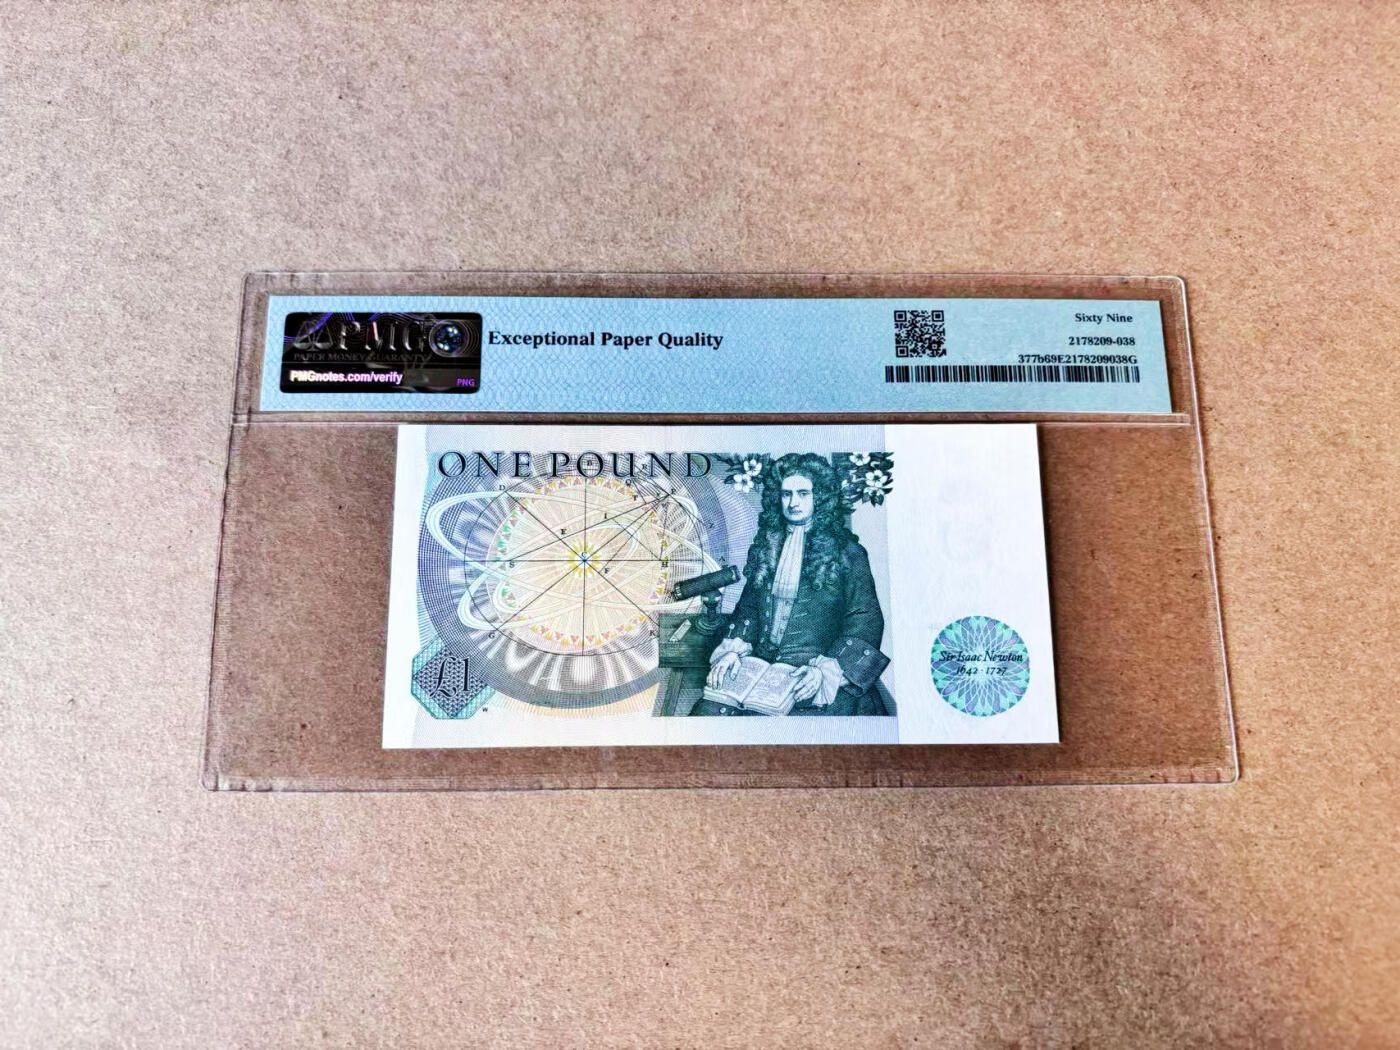 PMG
PAPER MONEY GUARANTY
PMGnotes.com/verify
PNG
Exceptional Paper Quality
Sixty Nine
2178209-038
377b69E2178209038G
ONE POUND
£1
Sir Isaac Newton
1642-1727